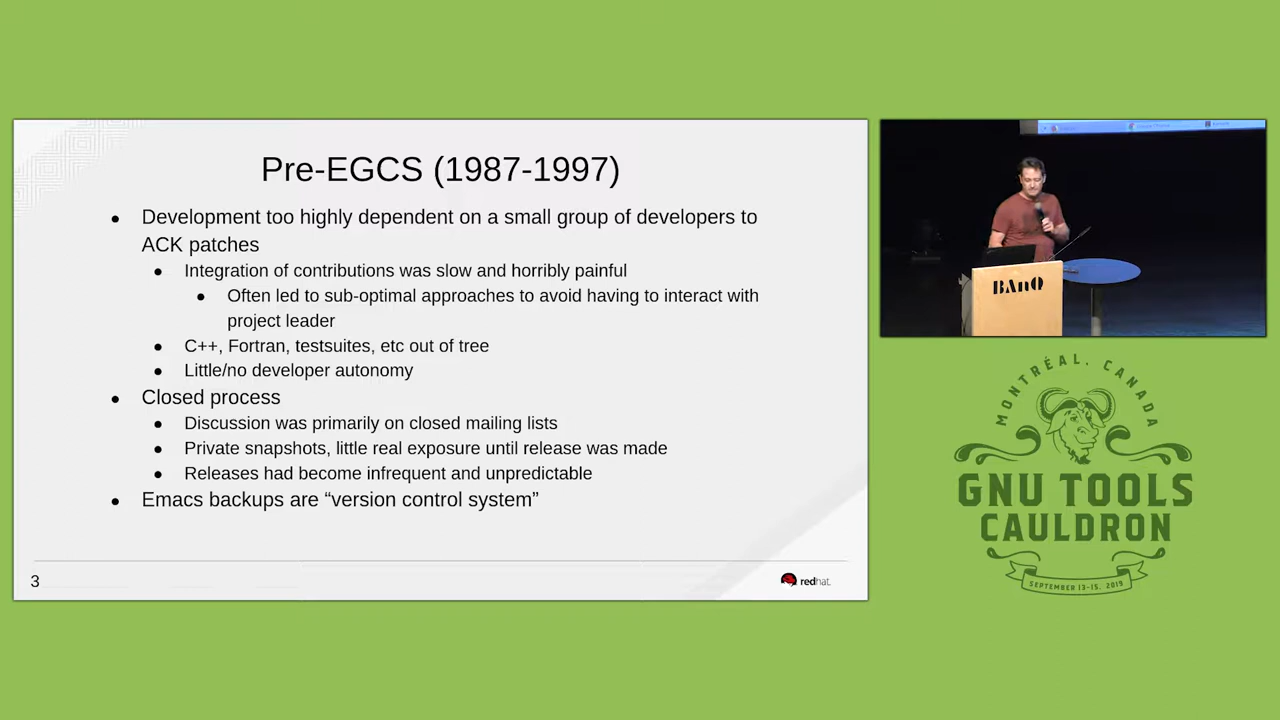 Pre-EGCS (1987-1997)
● Development too highly dependent on a small group of developers to
ACK patches
● Integration of contributions was slow and horribly painful
● Often led to sub-optimal approaches to avoid having to interact with
project leader
● C++, Fortran, testsuites, etc out of tree
● Little/no developer autonomy
● Closed process
● Discussion was primarily on closed mailing lists
● Private snapshots, little real exposure until release was made
● Releases had become infrequent and unpredictable
● Emacs backups are “version control system”
3
redhat.
BAnQ
MONTRÉAL, CANADA
GNU TOOLS
CAULDRON
SEPTEMBER 13-15, 2019